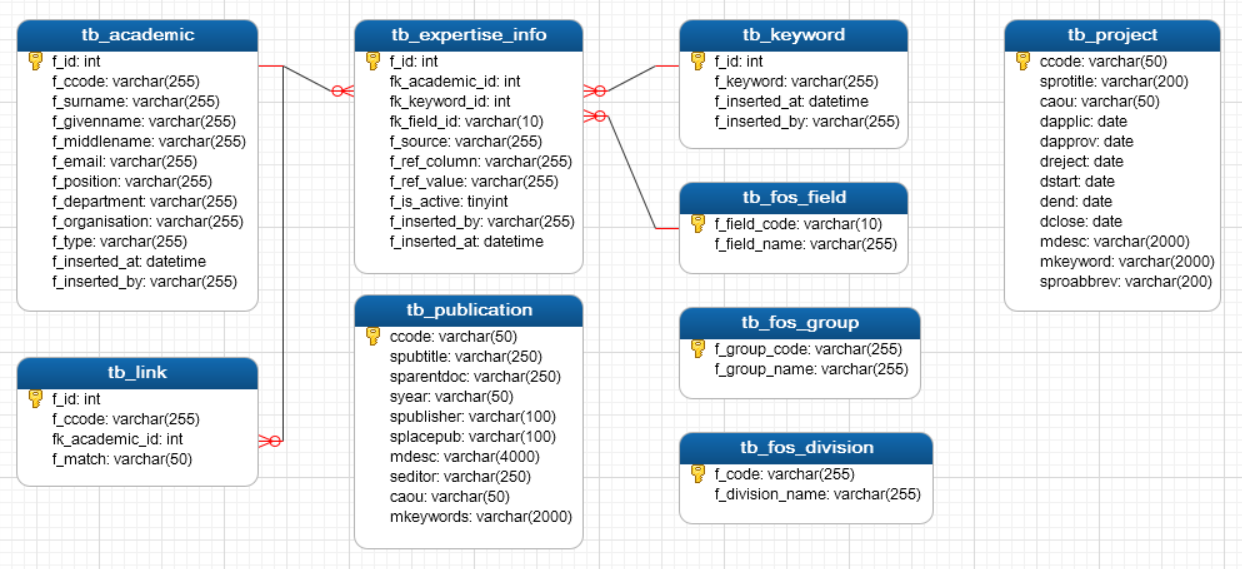 tb_academic
f_id: int
f_ccode: varchar(255)
f_surname: varchar(255)
f_givenname: varchar(255)
f_middlename: varchar(255)
f_email: varchar(255)
f_position: varchar(255)
f_department: varchar(255)
f_organisation: varchar(255)
f_type: varchar(255)
f_inserted_at: datetime
f_inserted_by: varchar(255)
tb_link
f_id: int
f_ccode: varchar(255)
fk_academic_id: int
f_match: varchar(50)
tb_expertise_info
f_id: int
fk_academic_id: int
fk_keyword_id: int
fk_field_id: varchar(10)
f_source: varchar(255)
f_ref_column: varchar(255)
f_ref_value: varchar(255)
f_is_active: tinyint
f_inserted_by: varchar(255)
f_inserted_at: datetime
tb_publication
ccode: varchar(50)
spubtitle: varchar(250)
sparentdoc: varchar(250)
syear: varchar(50)
spublisher: varchar(100)
splacepub: varchar(100)
mdesc: varchar(4000)
seditor: varchar(250)
caou: varchar(50)
mkeywords: varchar(2000)
tb_keyword
f_id: int
f_keyword: varchar(255)
f_inserted_at: datetime
f_inserted_by: varchar(255)
tb_fos_field
f_field_code: varchar(10)
f_field_name: varchar(255)
tb_fos_group
f_group_code: varchar(255)
f_group_name: varchar(255)
tb_fos_division
f_code: varchar(255)
f_division_name: varchar(255)
tb_project
ccode: varchar(50)
sprotitle: varchar(200)
caou: varchar(50)
dapplic: date
dapprov: date
dreject: date
dstart: date
dend: date
dclose: date
mdesc: varchar(2000)
mkeyword: varchar(2000)
sproabbrev: varchar(200)